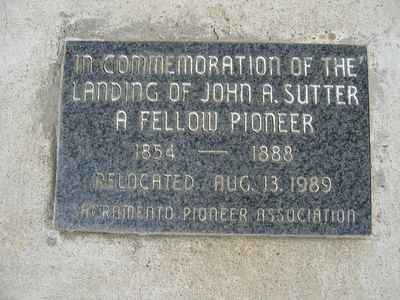 IN COMMEMORATION OF THE
LANDING OF JOHN A. SUTTER
A FELLOW PIONEER
1854 — 1888
RELOCATED AUG. 13, 1989
SACRAMENTO PIONEER ASSOCIATION